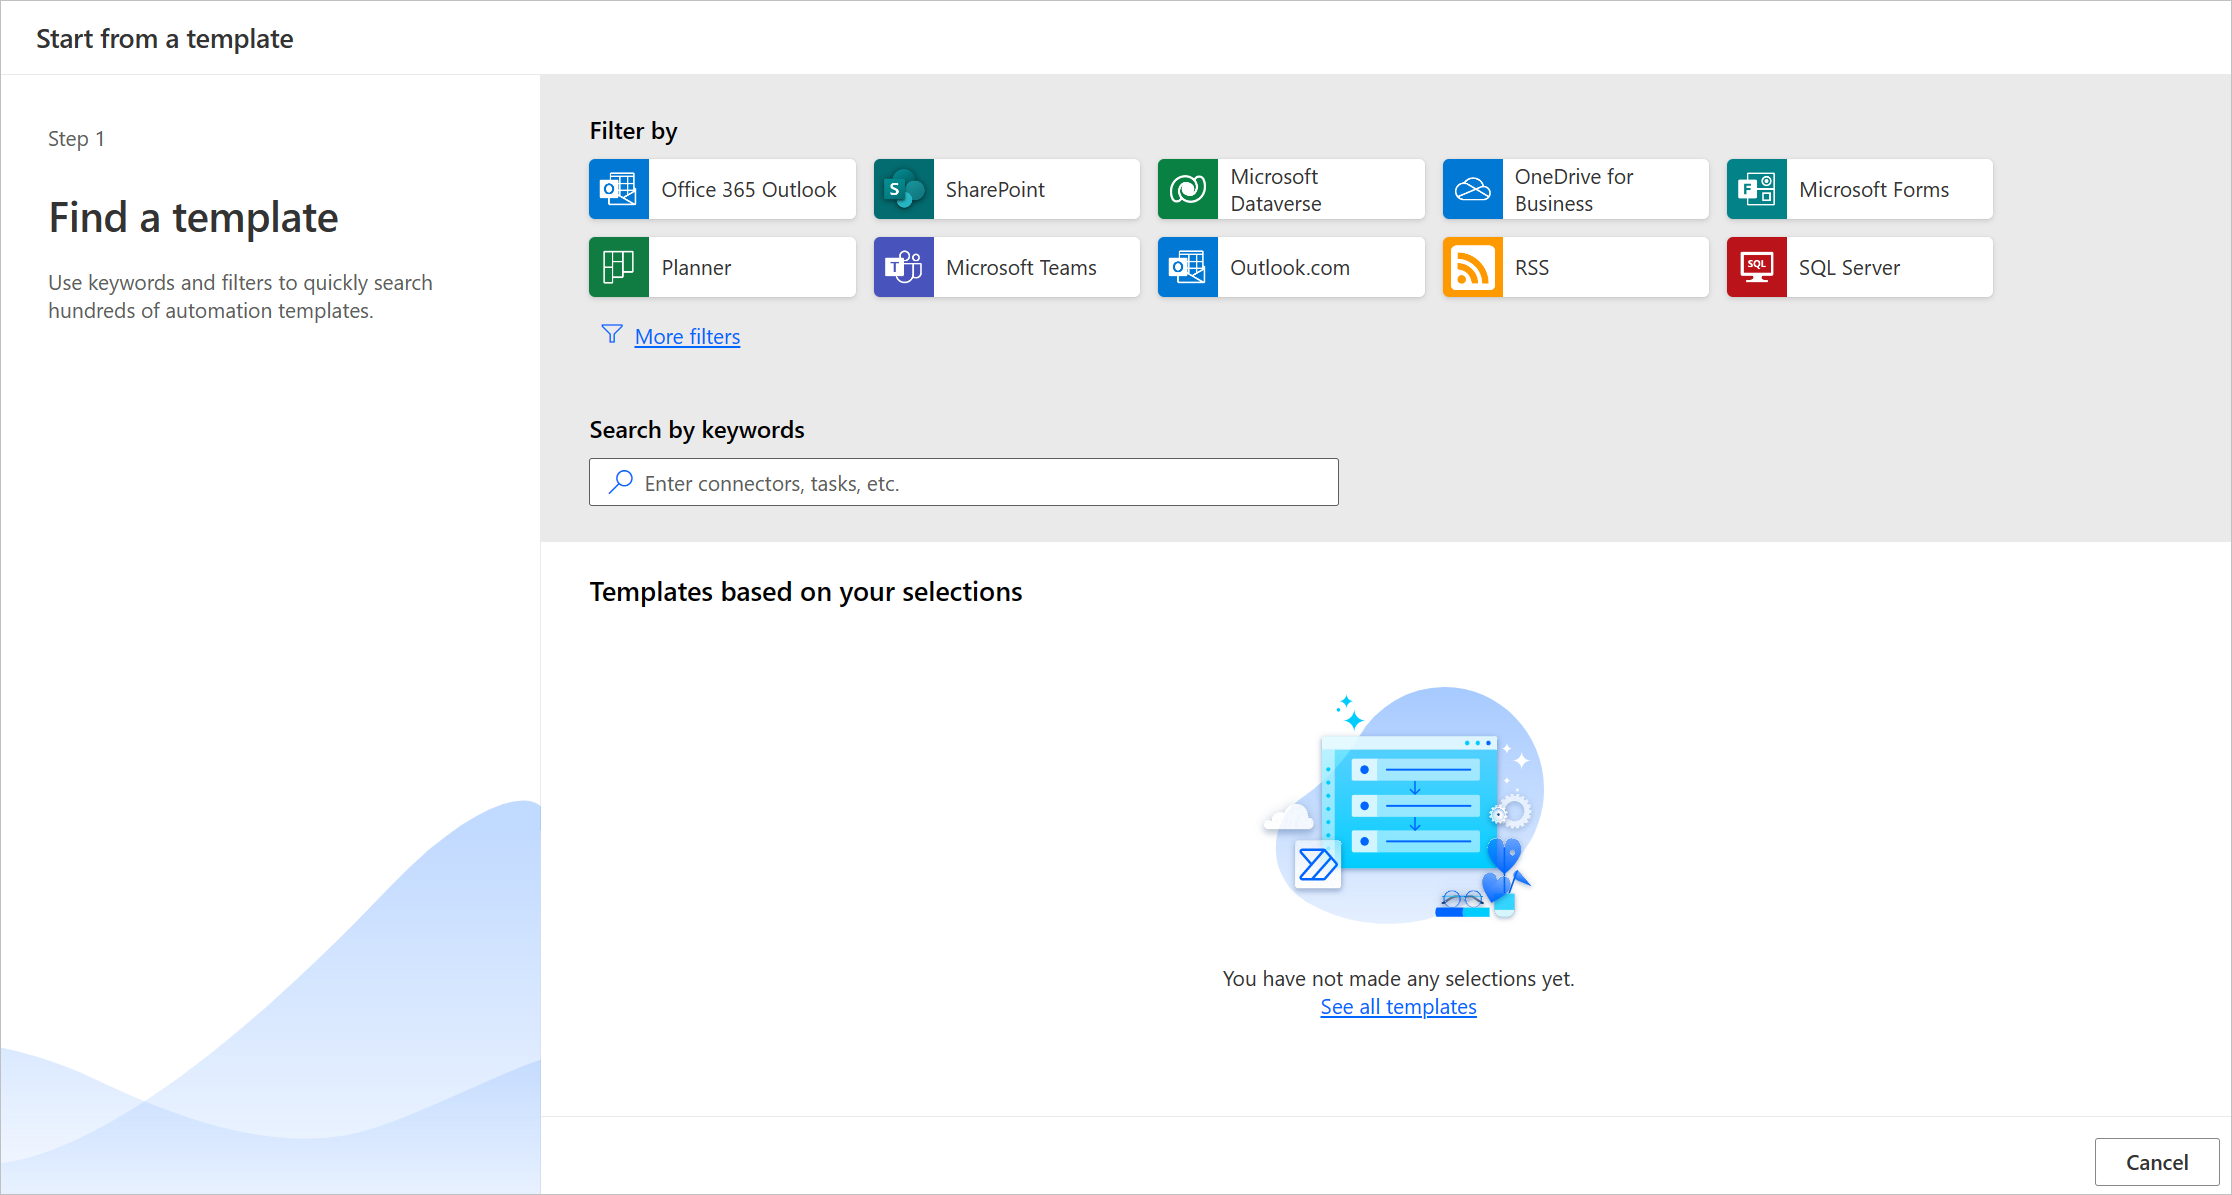 Start from a template
Step 1
Find a template
Use keywords and filters to quickly search
hundreds of automation templates.
Filter by
Office 365 Outlook
SharePoint
Microsoft
Dataverse
OneDrive for
Business
Microsoft Forms
Planner
Microsoft Teams
Outlook.com
RSS
SQL
SQL Server
More filters
Search by keywords
Enter connectors, tasks, etc.
Templates based on your selections
You have not made any selections yet.
See all templates
Cancel